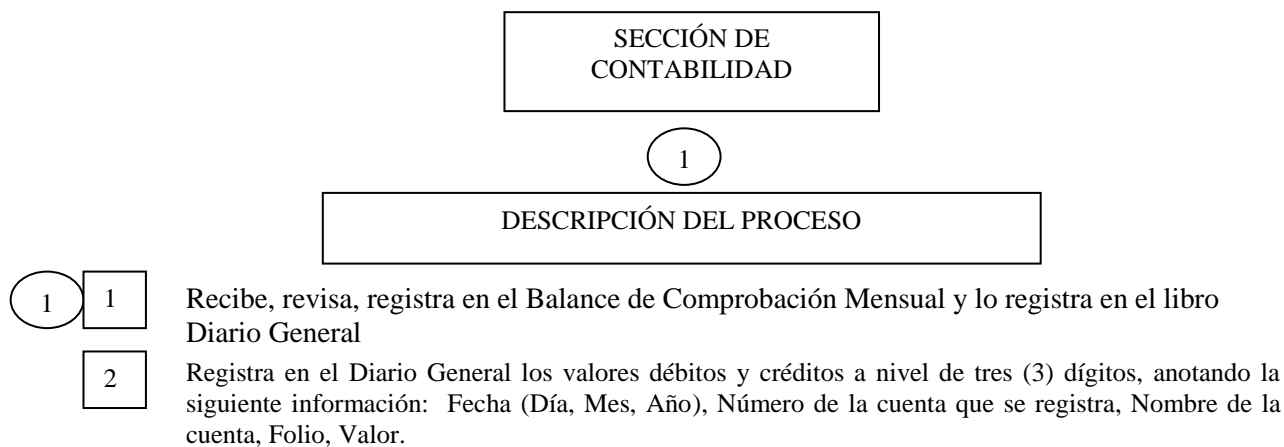 SECCIÓN DE
CONTABILIDAD
1
DESCRIPCIÓN DEL PROCESO
1 1 Recibe, revisa, registra en el Balance de Comprobación Mensual y lo registra en el libro
Diario General
2 Registra en el Diario General los valores débitos y créditos a nivel de tres (3) dígitos, anotando la
siguiente información: Fecha (Día, Mes, Año), Número de la cuenta que se registra, Nombre de la
cuenta, Folio, Valor.